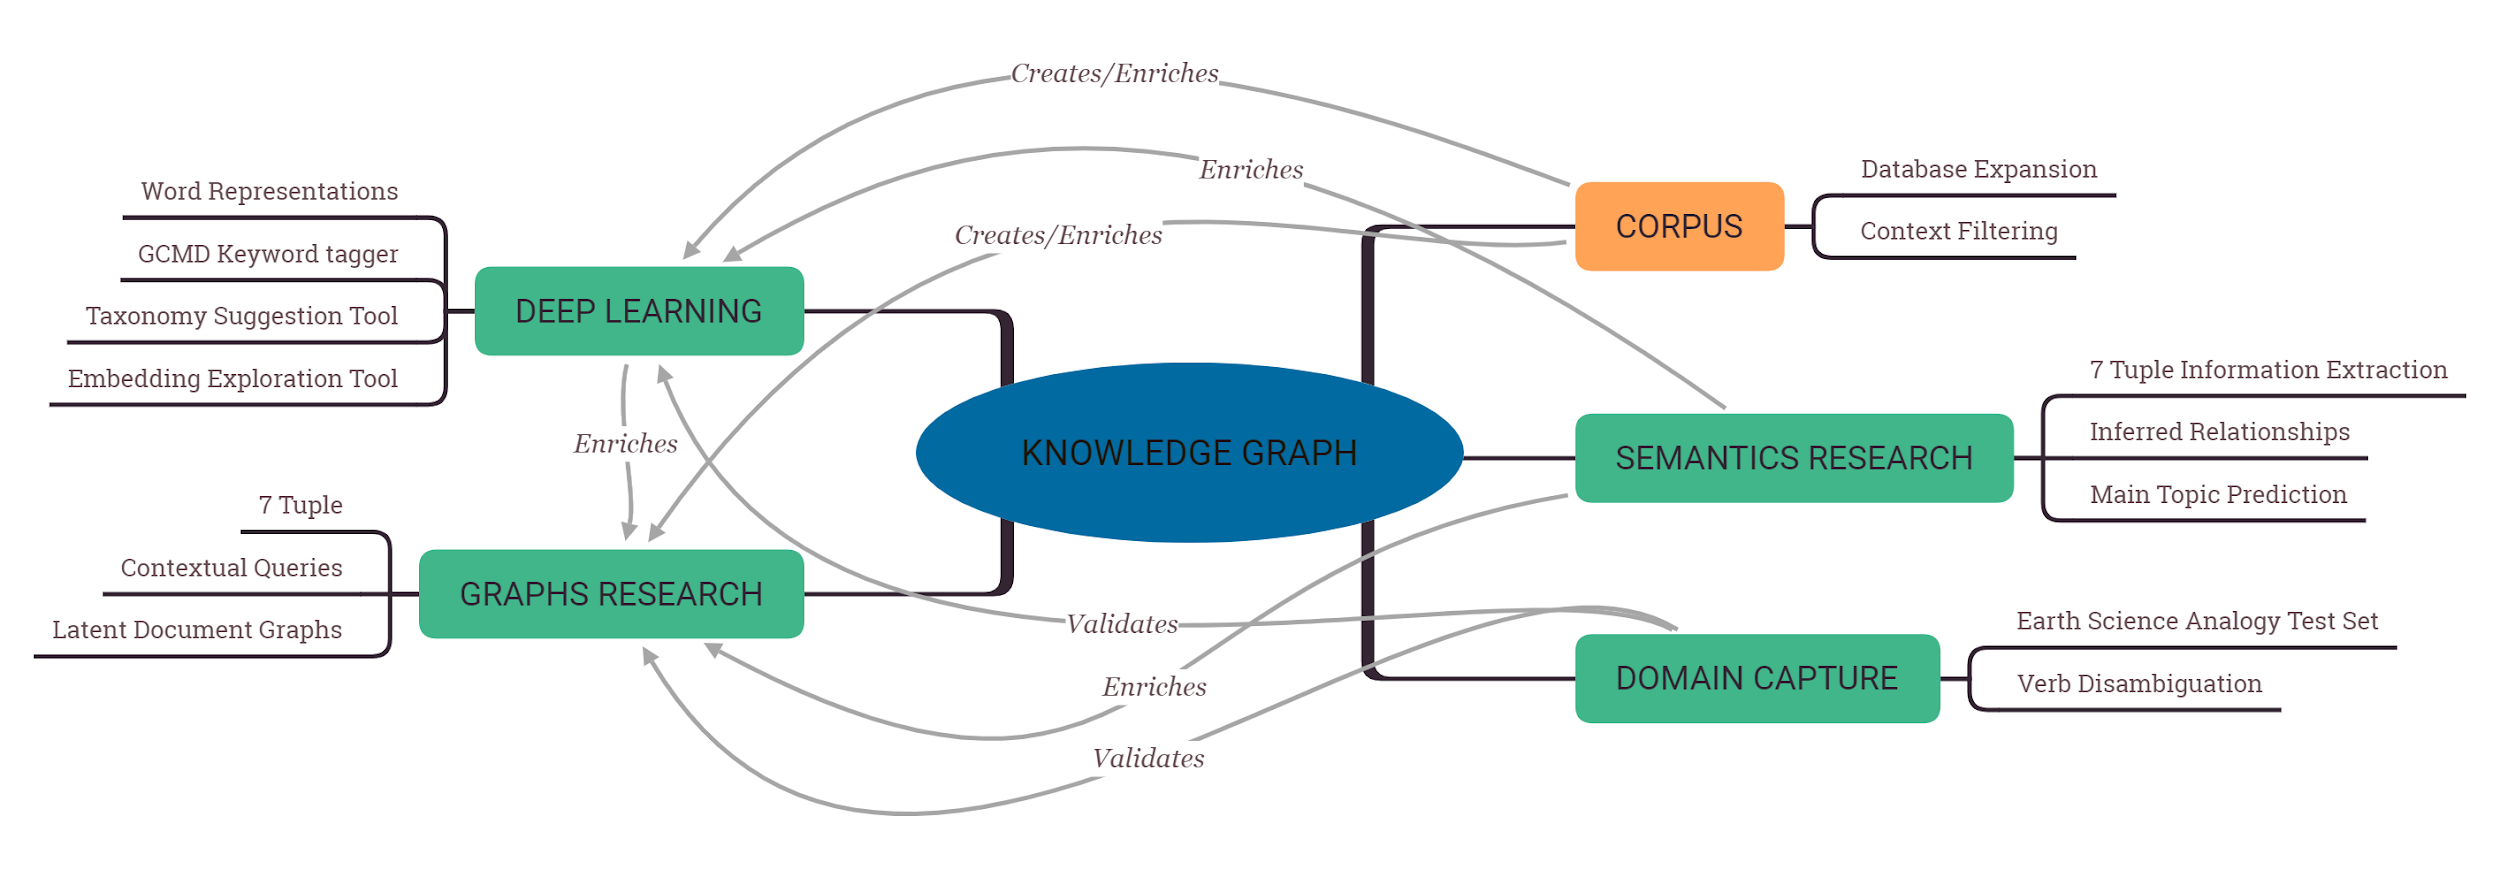 Creates/Enriches
Enriches
Creates/Enriches
Word Representations
GCMD Keyword tagger
Taxonomy Suggestion Tool
Embedding Exploration Tool
DEEP LEARNING
Enriches
7 Tuple
Contextual Queries
Latent Document Graphs
GRAPHS RESEARCH
KNOWLEDGE GRAPH
CORPUS
Database Expansion
Context Filtering
SEMANTICS RESEARCH
7 Tuple Information Extraction
Inferred Relationships
Main Topic Prediction
Validates
Enriches
Validates
DOMAIN CAPTURE
Earth Science Analogy Test Set
Verb Disambiguation